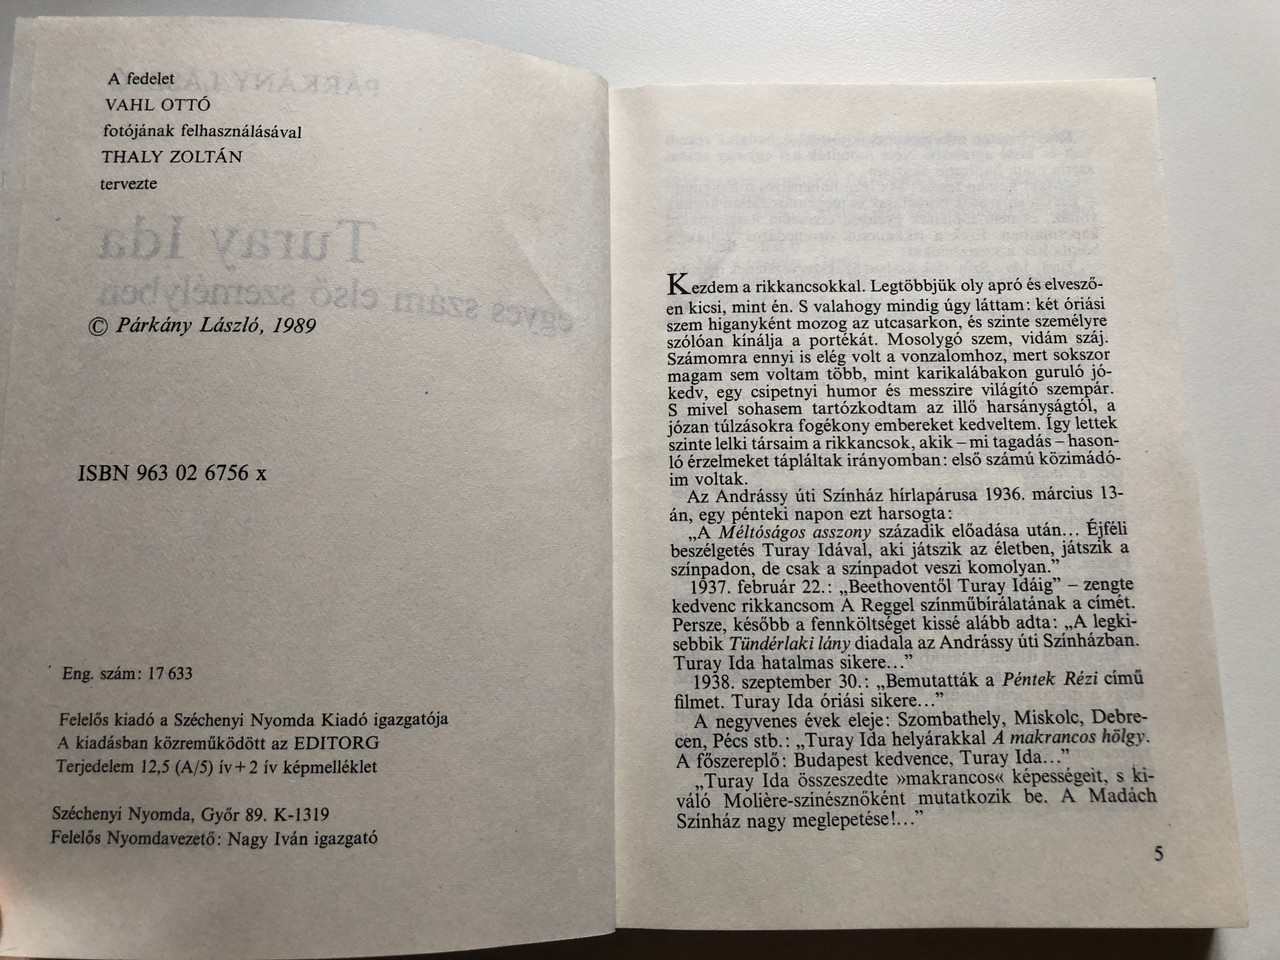 A fedelet
VAHL OTTÓ
fotójának felhasználásával
THALY ZOLTÁN
tervezte
PÁRKÁNY LÁSZLÓ
Turay Ida
egyes szám első személyben
© Párkány László, 1989
ISBN 963 02 6756 x
Eng. szám: 17 633
Felelős kiadó a Széchenyi Nyomda Kiadó igazgatója
A kiadásban közreműködött az EDITORG
Terjedelem 12,5 (A/5) ív + 2 ív képmelléklet
Széchenyi Nyomda, Győr 89. K-1319
Felelős Nyomdavezető: Nagy Iván igazgató
Kezdem a rikkancsokkal. Legtöbbjük oly apró és elvesző-
en kicsi, mint én. S valahogy mindig úgy láttam: két óriási
szem higanyként mozog az utcasarkon, és szinte személyre
szólóan kínálja a portékát. Mosolygó szem, vidám száj.
Számomra ennyi is elég volt a vonzalomhoz, mert sokszor
magam sem voltam több, mint karikalábakon guruló jó-
kedv, egy csipetnyi humor és messzire világító szempár.
S mivel sohasem tartózkodtam az illő harsányságtól, a
józan túlzásokra fogékony embereket kedveltem. Így lettek
szinte lelki társaim a rikkancsok, akik – mi tagadás – hason-
ló érzelmeket tápláltak irányomban: első számú közimádó-
im voltak.
Az Andrássy úti Színház hírlapárusa 1936. március 13-
án, egy pénteki napon ezt harsogta:
„A Méltóságos asszony századik előadása után... Éjféli
beszélgetés Turay Idával, aki játszik az életben, játszik a
színpadon, de csak a színpadot veszi komolyan.”
1937. február 22.: „Beethoventől Turay Idáig” – zengte
kedvenc rikkancsom A Reggel színműbírálatának a címét.
Persze, később a fennköltséget kissé alább adta: „A legki-
sebbik Tündérlaki lány diadala az Andrássy úti Színházban.
Turay Ida hatalmas sikere...”
1938. szeptember 30.: „Bemutatták a Péntek Rézi című
filmet. Turay Ida óriási sikere...”
A negyvenes évek eleje: Szombathely, Miskolc, Debre-
cen, Pécs stb.: „Turay Ida helyárakkal A makrancos hölgy.
A főszereplő: Budapest kedvence, Turay Ida...”
„Turay Ida összeszedte »makrancos« képességeit, s ki-
váló Molière-színésznőként mutatkozik be. A Madách
Színház nagy meglepetése!...”
5